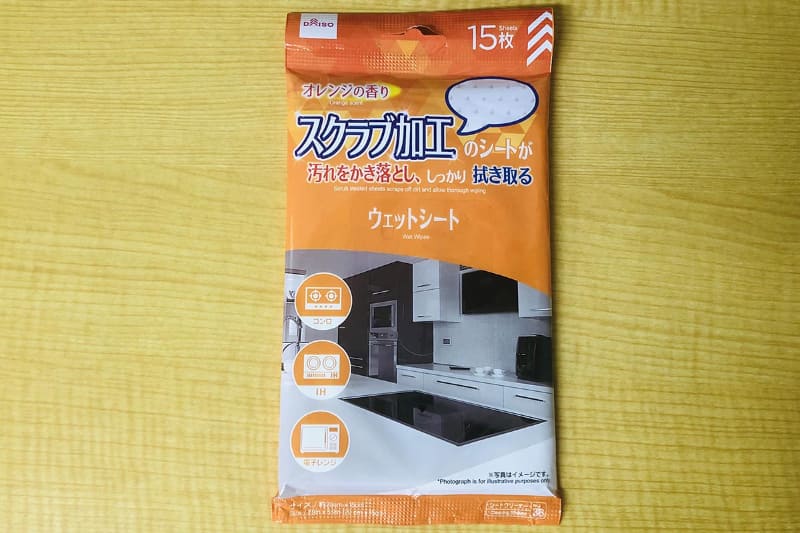 DAISO
15枚
Sheets
オレンジの香り
Orange scent
スクラブ加工のシートが
汚れをかき落とし、しっかり拭き取る
Scrub treated sheets scrape off dirt and allow thorough wiping
ウェットシート
Wet Wipes
コンロ
IH
IH
電子レンジ
※写真はイメージです。
*Photograph is for illustrative purposes only.